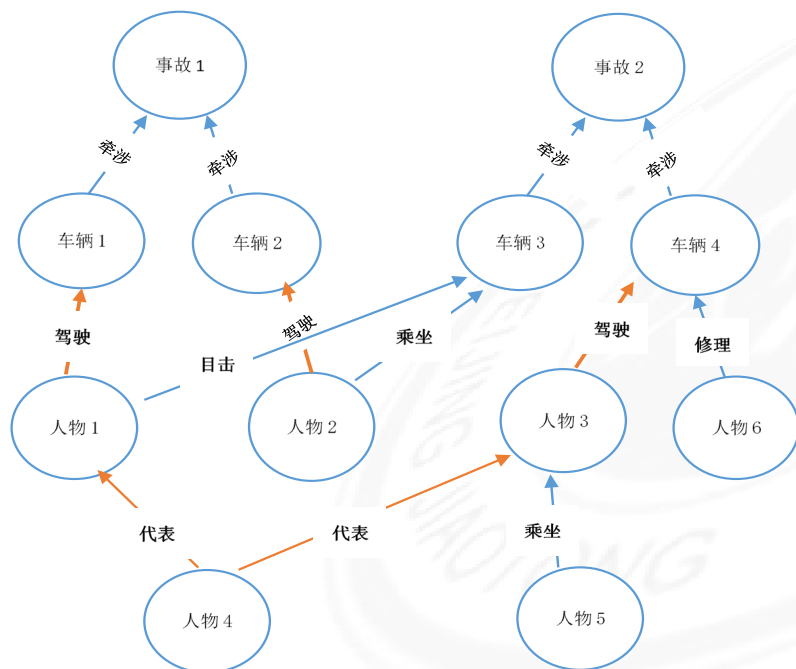 事故1
事故2
牵涉
牵涉
牵涉
牵涉
车辆1
车辆2
车辆3
车辆4
驾驶
驾驶
乘坐
驾驶
修理
目击
人物1
人物2
人物3
人物6
代表
代表
乘坐
人物4
人物5